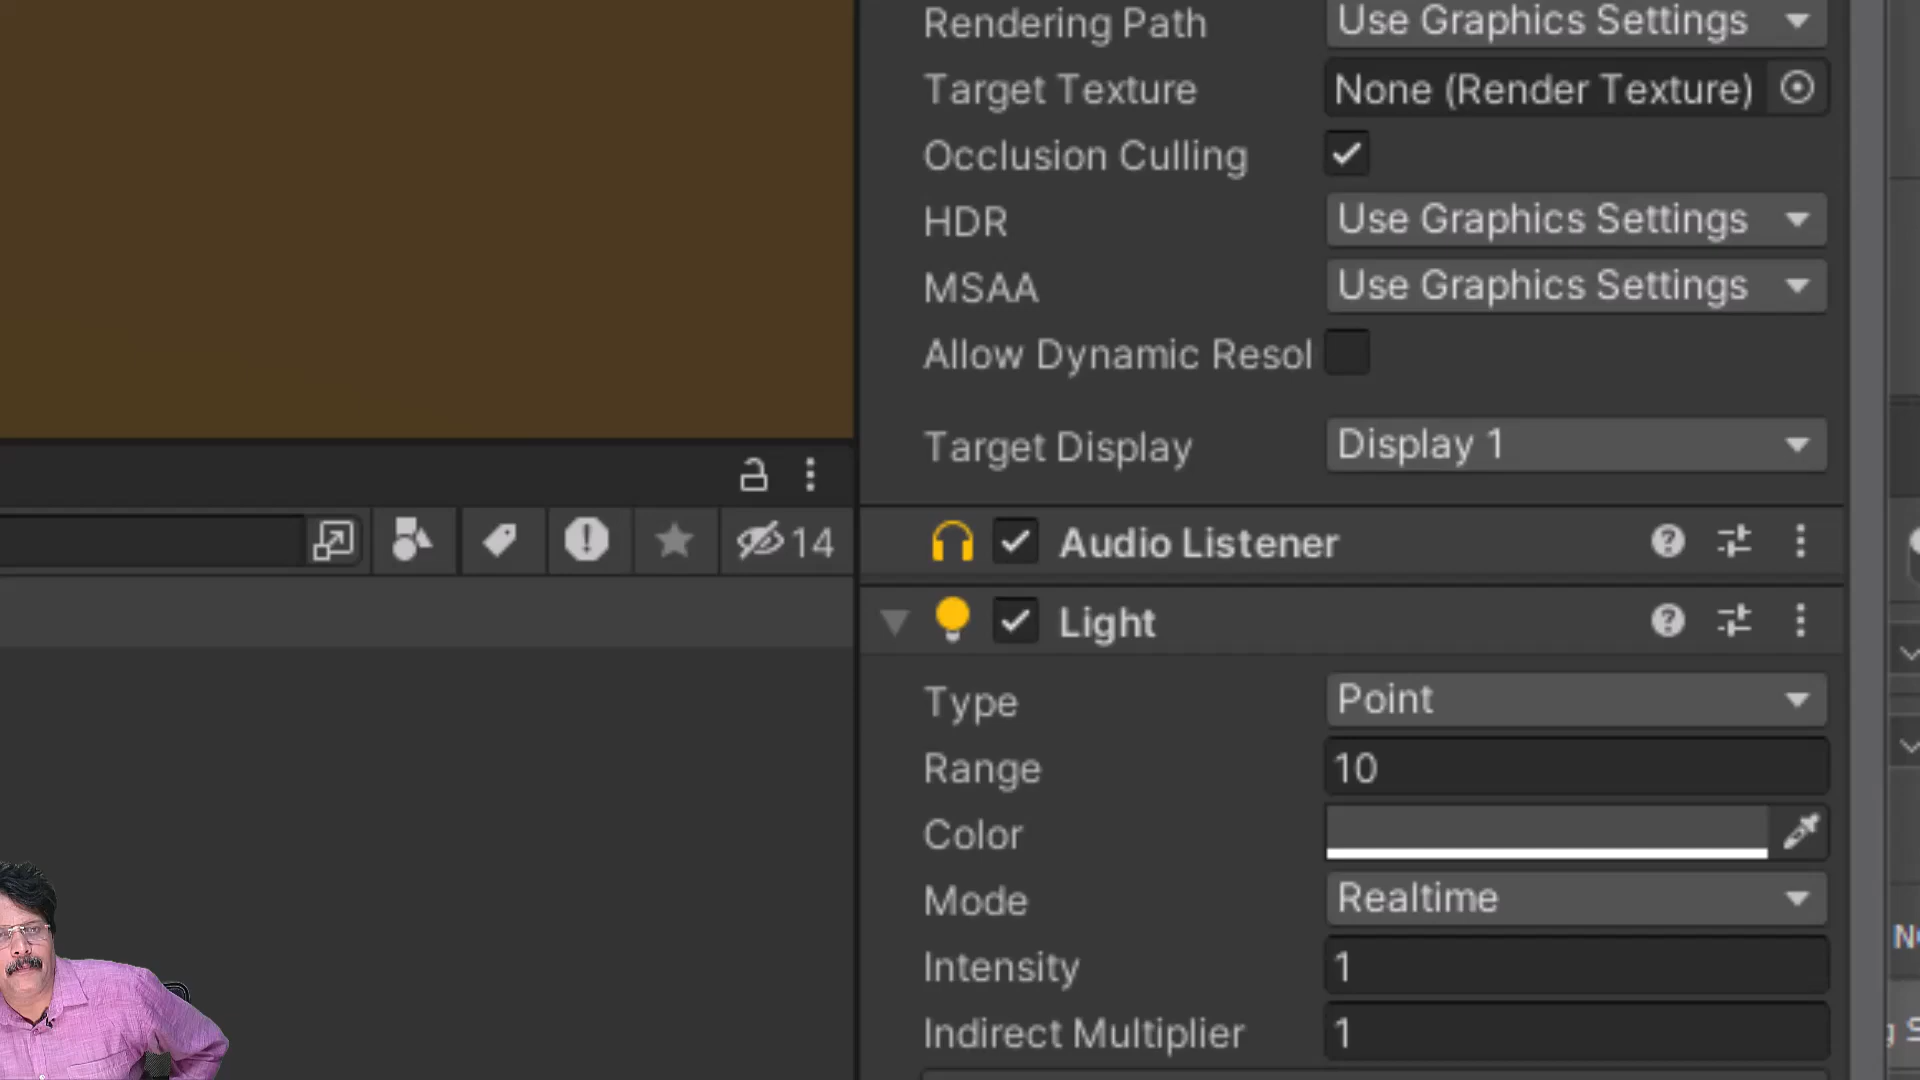 Rendering Path Use Graphics Settings
Target Texture None (Render Texture)
Occlusion Culling
HDR Use Graphics Settings
MSAA Use Graphics Settings
Allow Dynamic Resol
Target Display Display 1
14
Audio Listener
Light
Type Point
Range 10
Color
Mode Realtime
Intensity 1
Indirect Multiplier 1